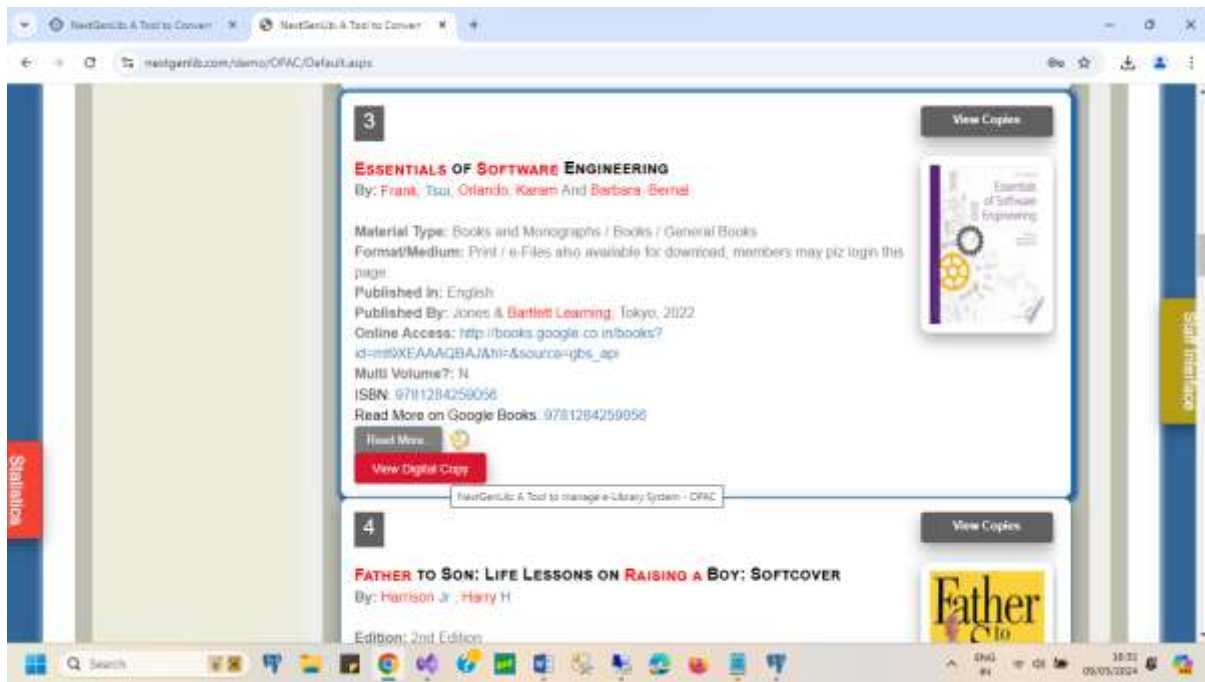 NextGenLib: A Tool to Conver
NextGenLib: A Tool to Conver
nextgenlib.com/demo/OPAC/Default.aspx
3
View Copies
ESSENTIALS OF SOFTWARE ENGINEERING
By: Frank, Tsui, Orlando, Karam And Barbara, Bernal
Essentials
of Software
Engineering
Material Type: Books and Monographs / Books / General Books
Format/Medium: Print / e-Files also available for download, members may plz login this
page.
Published in: English
Published By: Jones & Bartlett Learning, Tokyo, 2022
Online Access: http://books.google.co.in/books?
&hl=&source=gbs_api
Multi Volume?: N
ISBN: 9781284259056
Read More on Google Books: 9781284259056
Read More...
View Digital Copy
NextGenLib: A Tool to manage e-Library System - OPAC
Statistics
Staff Interface
4
View Copies
FATHER TO SON: LIFE LESSONS ON RAISING A BOY: SOFTCOVER
By: Harrison Jr., Harry H
Father
to
Edition: 2nd Edition
Search
ENG
IN
10:31
09/05/2024